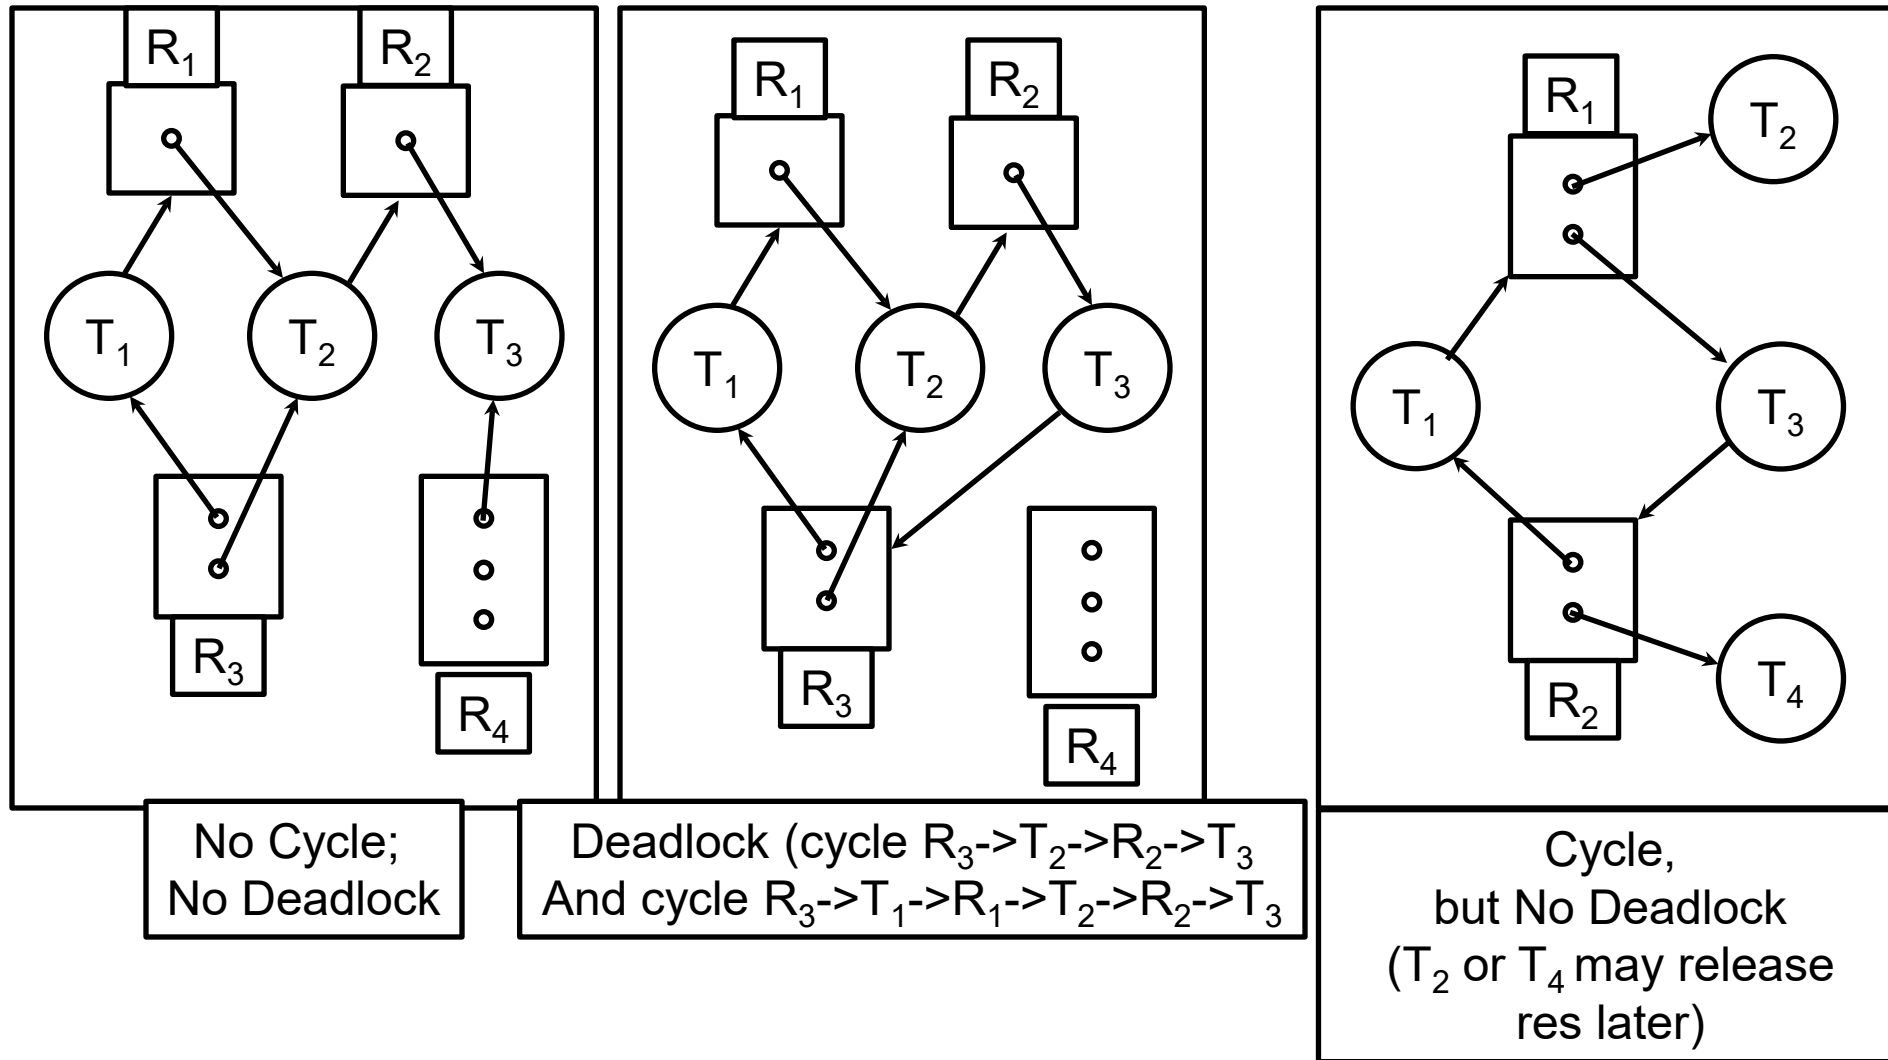 R₁
R₂
T₁
T₂
T₃
R₃
R₄
No Cycle;
No Deadlock
R₁
R₂
T₁
T₂
T₃
R₃
R₄
Deadlock (cycle R₃->T₂->R₂->T₃
And cycle R₃->T₁->R₁->T₂->R₂->T₃
R₁
T₂
T₁
T₃
R₂
T₄
Cycle,
but No Deadlock
(T₂ or T₄ may release
res later)